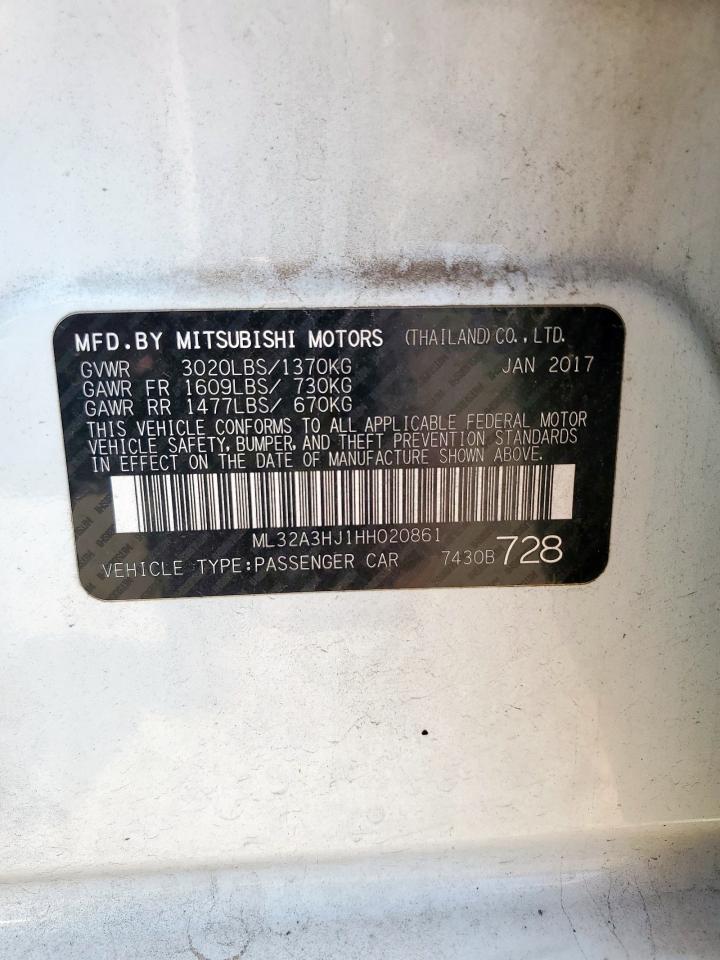 MFD.BY MITSUBISHI MOTORS (THAILAND)CO.,LTD.
GVWR 3020LBS/1370KG JAN 2017
GAWR FR 1609LBS/ 730KG
GAWR RR 1477LBS/ 670KG
THIS VEHICLE CONFORMS TO ALL APPLICABLE FEDERAL MOTOR
VEHICLE SAFETY, BUMPER, AND THEFT PREVENTION STANDARDS
IN EFFECT ON THE DATE OF MANUFACTURE SHOWN ABOVE.
ML32A3HJ1HH020861
VEHICLE TYPE:PASSENGER CAR 7430B 728